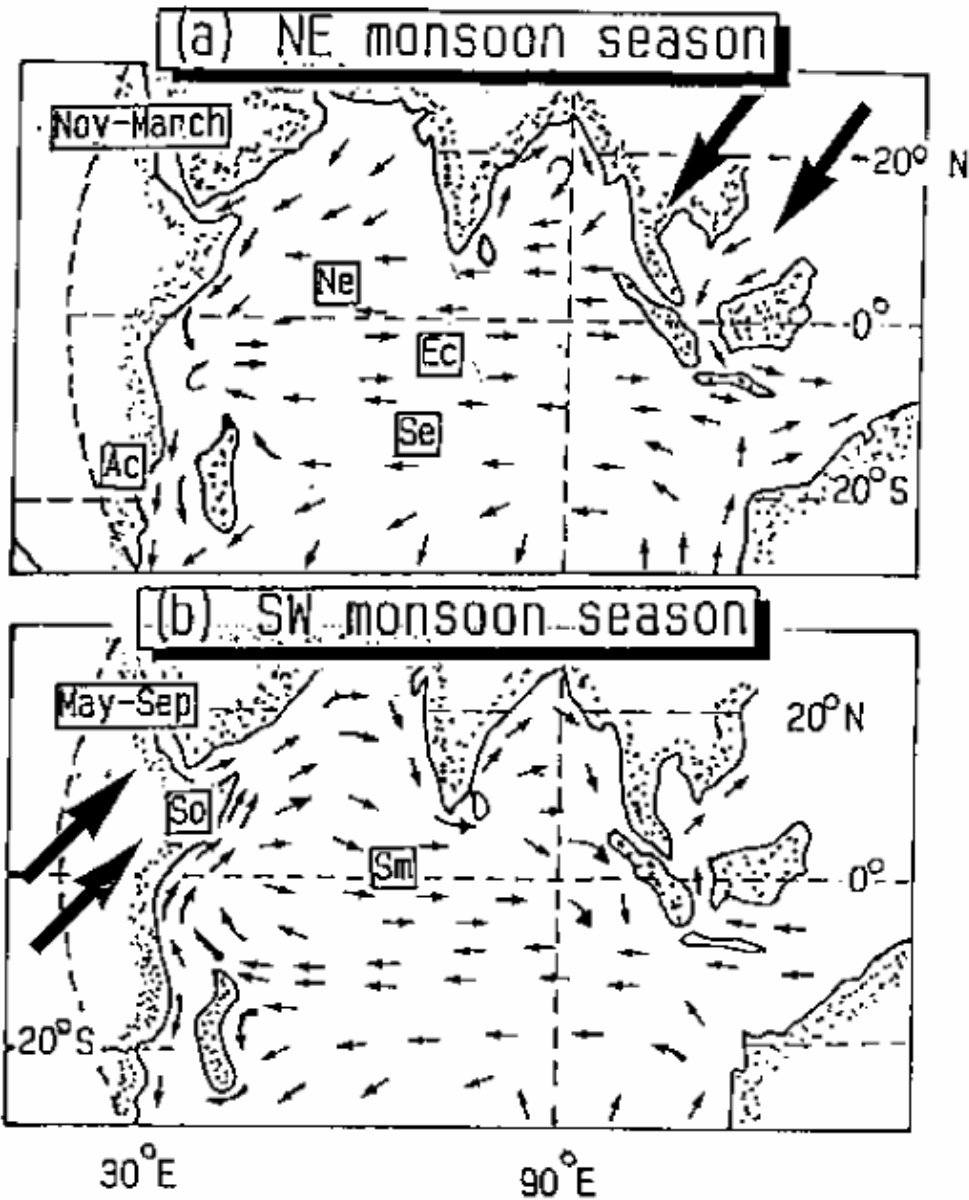 (a) NE monsoon season
Nov-March
20° N
Ne
0°
Ec
Se
Ac
20°S
(b) SW monsoon season
May-Sep
20°N
So
Sm
0°
20°S
30°E
90°E